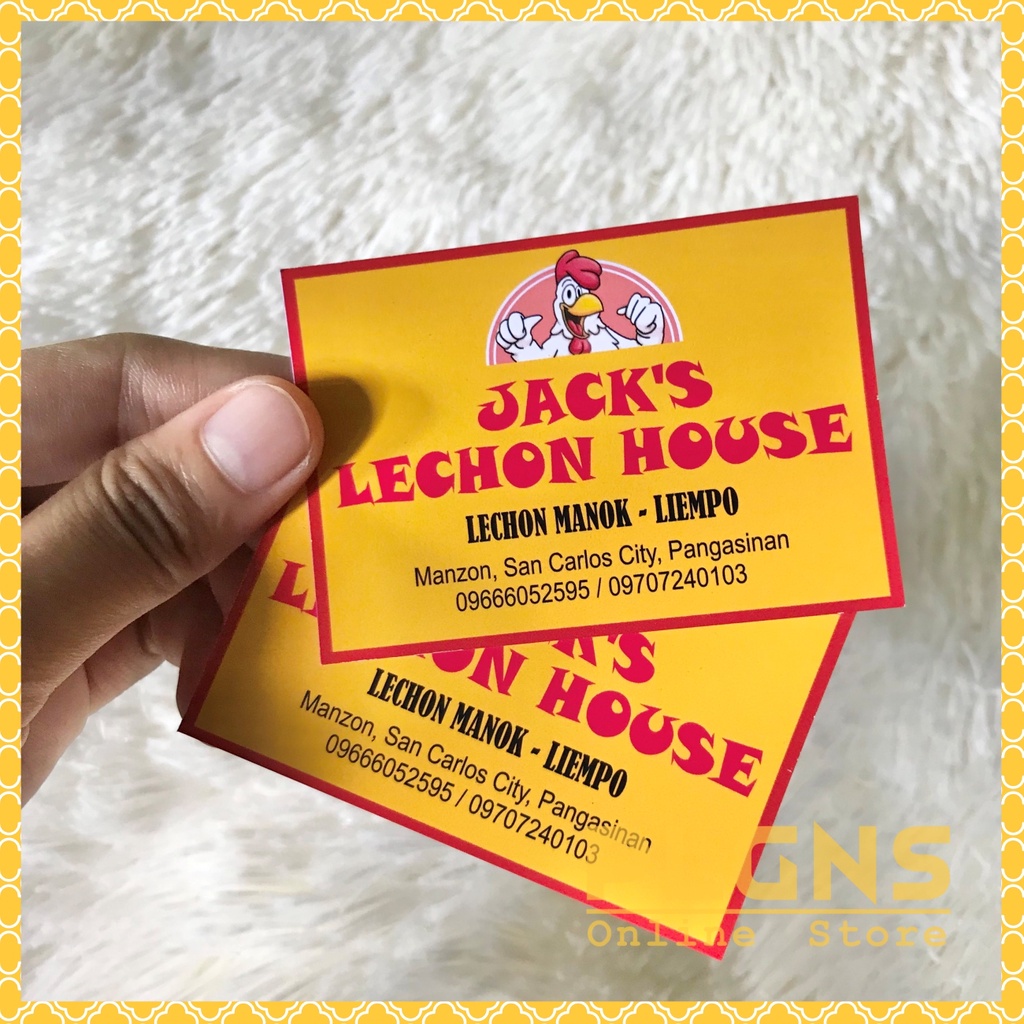 JACK'S
LECHON HOUSE
LECHON MANOK - LIEMPO
Manzon, San Carlos City, Pangasinan
09666052595 / 09707240103
HOUSE
LECHON MANOK - LIEMPO
Manzon, San Carlos City, Pangasinan
09666052595 / 09707240103
GNS
Online Store